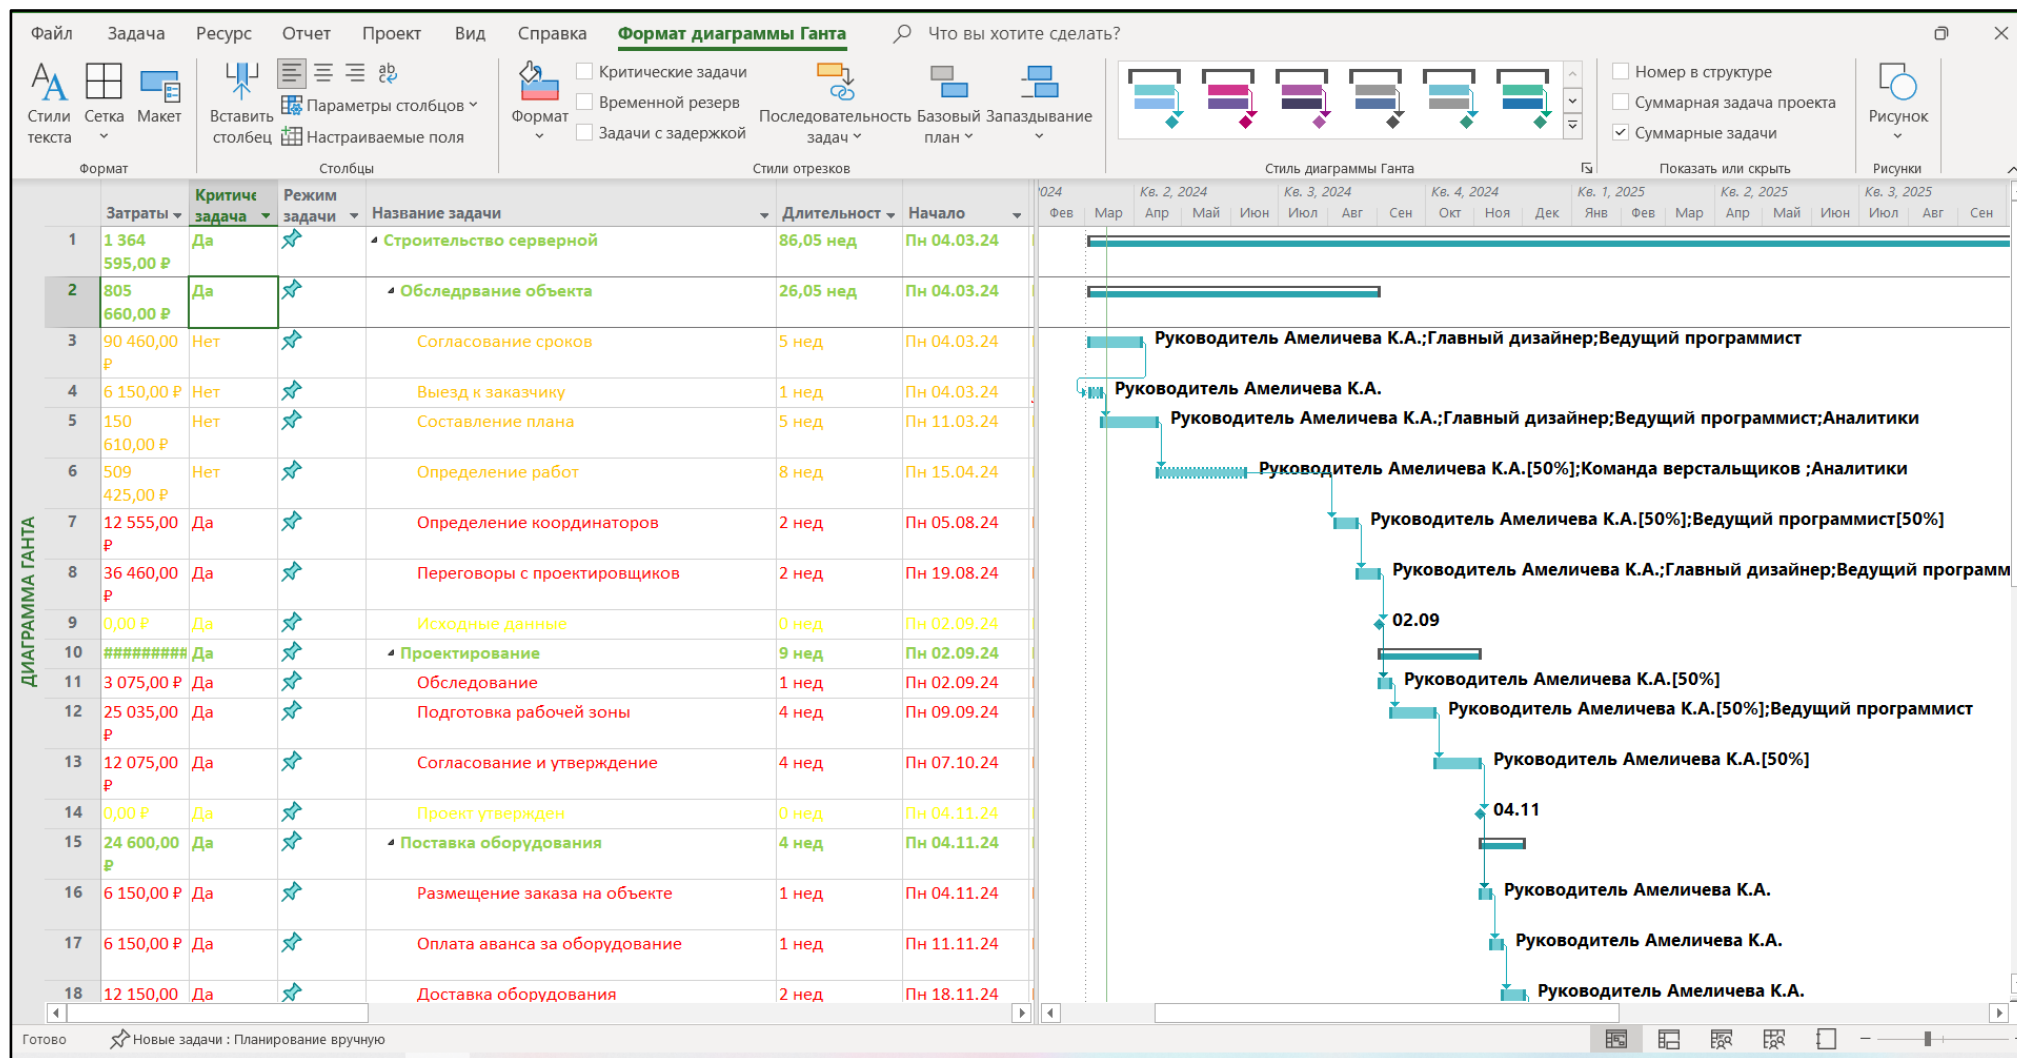 Файл Задача Ресурс Отчет Проект Вид Справка Формат диаграммы Ганта Что вы хотите сделать?
Стили текста
Сетка
Макет
Формат
Вставить столбец
Параметры столбцов
Настраиваемые поля
Столбцы
Формат
Критические задачи
Временной резерв
Задачи с задержкой
Последовательность задач
Базовый план
Запаздывание
Стили отрезков
Стиль диаграммы Ганта
Номер в структуре
Суммарная задача проекта
Суммарные задачи
Показать или скрыть
Рисунок
Рисунки
Затраты Критиче задача Режим задачи Название задачи Длительност Начало
2024 Кв. 2, 2024 Кв. 3, 2024 Кв. 4, 2024 Кв. 1, 2025 Кв. 2, 2025 Кв. 3, 2025
Фев Мар Апр Май Июн Июл Авг Сен Окт Ноя Дек Янв Фев Мар Апр Май Июн Июл Авг Сен
1 1 364 595,00 ₽ Да Строительство серверной 86,05 нед Пн 04.03.24
2 805 660,00 ₽ Да Обследрвание объекта 26,05 нед Пн 04.03.24
3 90 460,00 ₽ Нет Согласование сроков 5 нед Пн 04.03.24 Руководитель Амеличева К.А.;Главный дизайнер;Ведущий программист
4 6 150,00 ₽ Нет Выезд к заказчику 1 нед Пн 04.03.24 Руководитель Амеличева К.А.
5 150 610,00 ₽ Нет Составление плана 5 нед Пн 11.03.24 Руководитель Амеличева К.А.;Главный дизайнер;Ведущий программист;Аналитики
6 509 425,00 ₽ Нет Определение работ 8 нед Пн 15.04.24 Руководитель Амеличева К.А.[50%];Команда верстальщиков ;Аналитики
7 12 555,00 ₽ Да Определение координаторов 2 нед Пн 05.08.24 Руководитель Амеличева К.А.[50%];Ведущий программист[50%]
8 36 460,00 ₽ Да Переговоры с проектировщиков 2 нед Пн 19.08.24 Руководитель Амеличева К.А.;Главный дизайнер;Ведущий программ
9 0,00 ₽ Да Исходные данные 0 нед Пн 02.09.24 02.09
10 ######### Да Проектирование 9 нед Пн 02.09.24
11 3 075,00 ₽ Да Обследование 1 нед Пн 02.09.24 Руководитель Амеличева К.А.[50%]
12 25 035,00 ₽ Да Подготовка рабочей зоны 4 нед Пн 09.09.24 Руководитель Амеличева К.А.[50%];Ведущий программист
13 12 075,00 ₽ Да Согласование и утверждение 4 нед Пн 07.10.24 Руководитель Амеличева К.А.[50%]
14 0,00 ₽ Да Проект утвержден 0 нед Пн 04.11.24 04.11
15 24 600,00 ₽ Да Поставка оборудования 4 нед Пн 04.11.24
16 6 150,00 ₽ Да Размещение заказа на объекте 1 нед Пн 04.11.24 Руководитель Амеличева К.А.
17 6 150,00 ₽ Да Оплата аванса за оборудование 1 нед Пн 11.11.24 Руководитель Амеличева К.А.
18 12 150,00 Да Доставка оборудования 2 нед Пн 18.11.24 Руководитель Амеличева К.А.
ДИАГРАММА ГАНТА
Готово Новые задачи : Планирование вручную